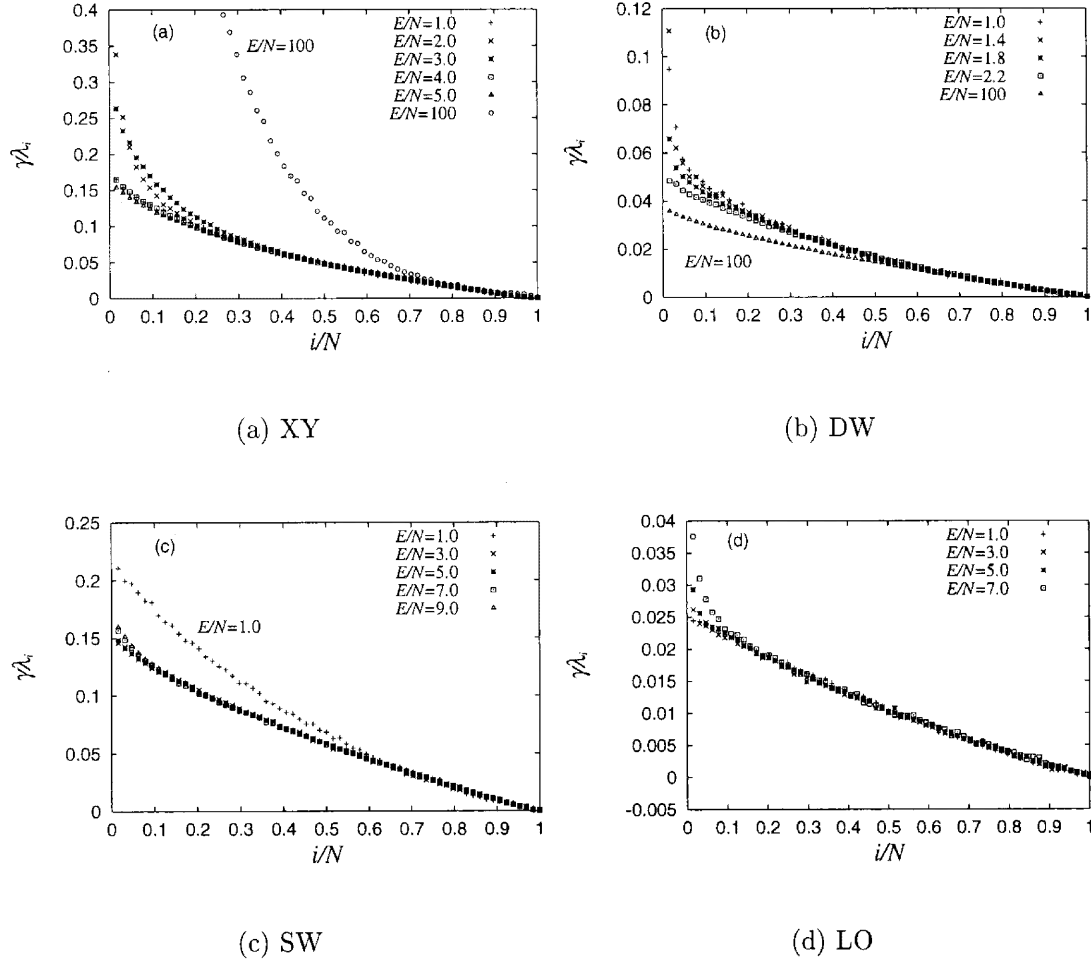 (a)
E/N=100
E/N=1.0
E/N=2.0
E/N=3.0
E/N=4.0
E/N=5.0
E/N=100
0.4
0.35
0.3
0.25
0.2
0.15
0.1
0.05
0
γλi
0 0.1 0.2 0.3 0.4 0.5 0.6 0.7 0.8 0.9 1
i/N
(a) XY
(b)
E/N=1.0
E/N=1.4
E/N=1.8
E/N=2.2
E/N=100
0.12
0.1
0.08
0.06
0.04
0.02
0
γλi
E/N=100
0 0.1 0.2 0.3 0.4 0.5 0.6 0.7 0.8 0.9 1
i/N
(b) DW
(c)
E/N=1.0
E/N=3.0
E/N=5.0
E/N=7.0
E/N=9.0
0.25
0.2
0.15
0.1
0.05
0
γλi
E/N=1.0
0 0.1 0.2 0.3 0.4 0.5 0.6 0.7 0.8 0.9 1
i/N
(c) SW
(d)
E/N=1.0
E/N=3.0
E/N=5.0
E/N=7.0
0.04
0.035
0.03
0.025
0.02
0.015
0.01
0.005
0
-0.005
γλi
0 0.1 0.2 0.3 0.4 0.5 0.6 0.7 0.8 0.9 1
i/N
(d) LO